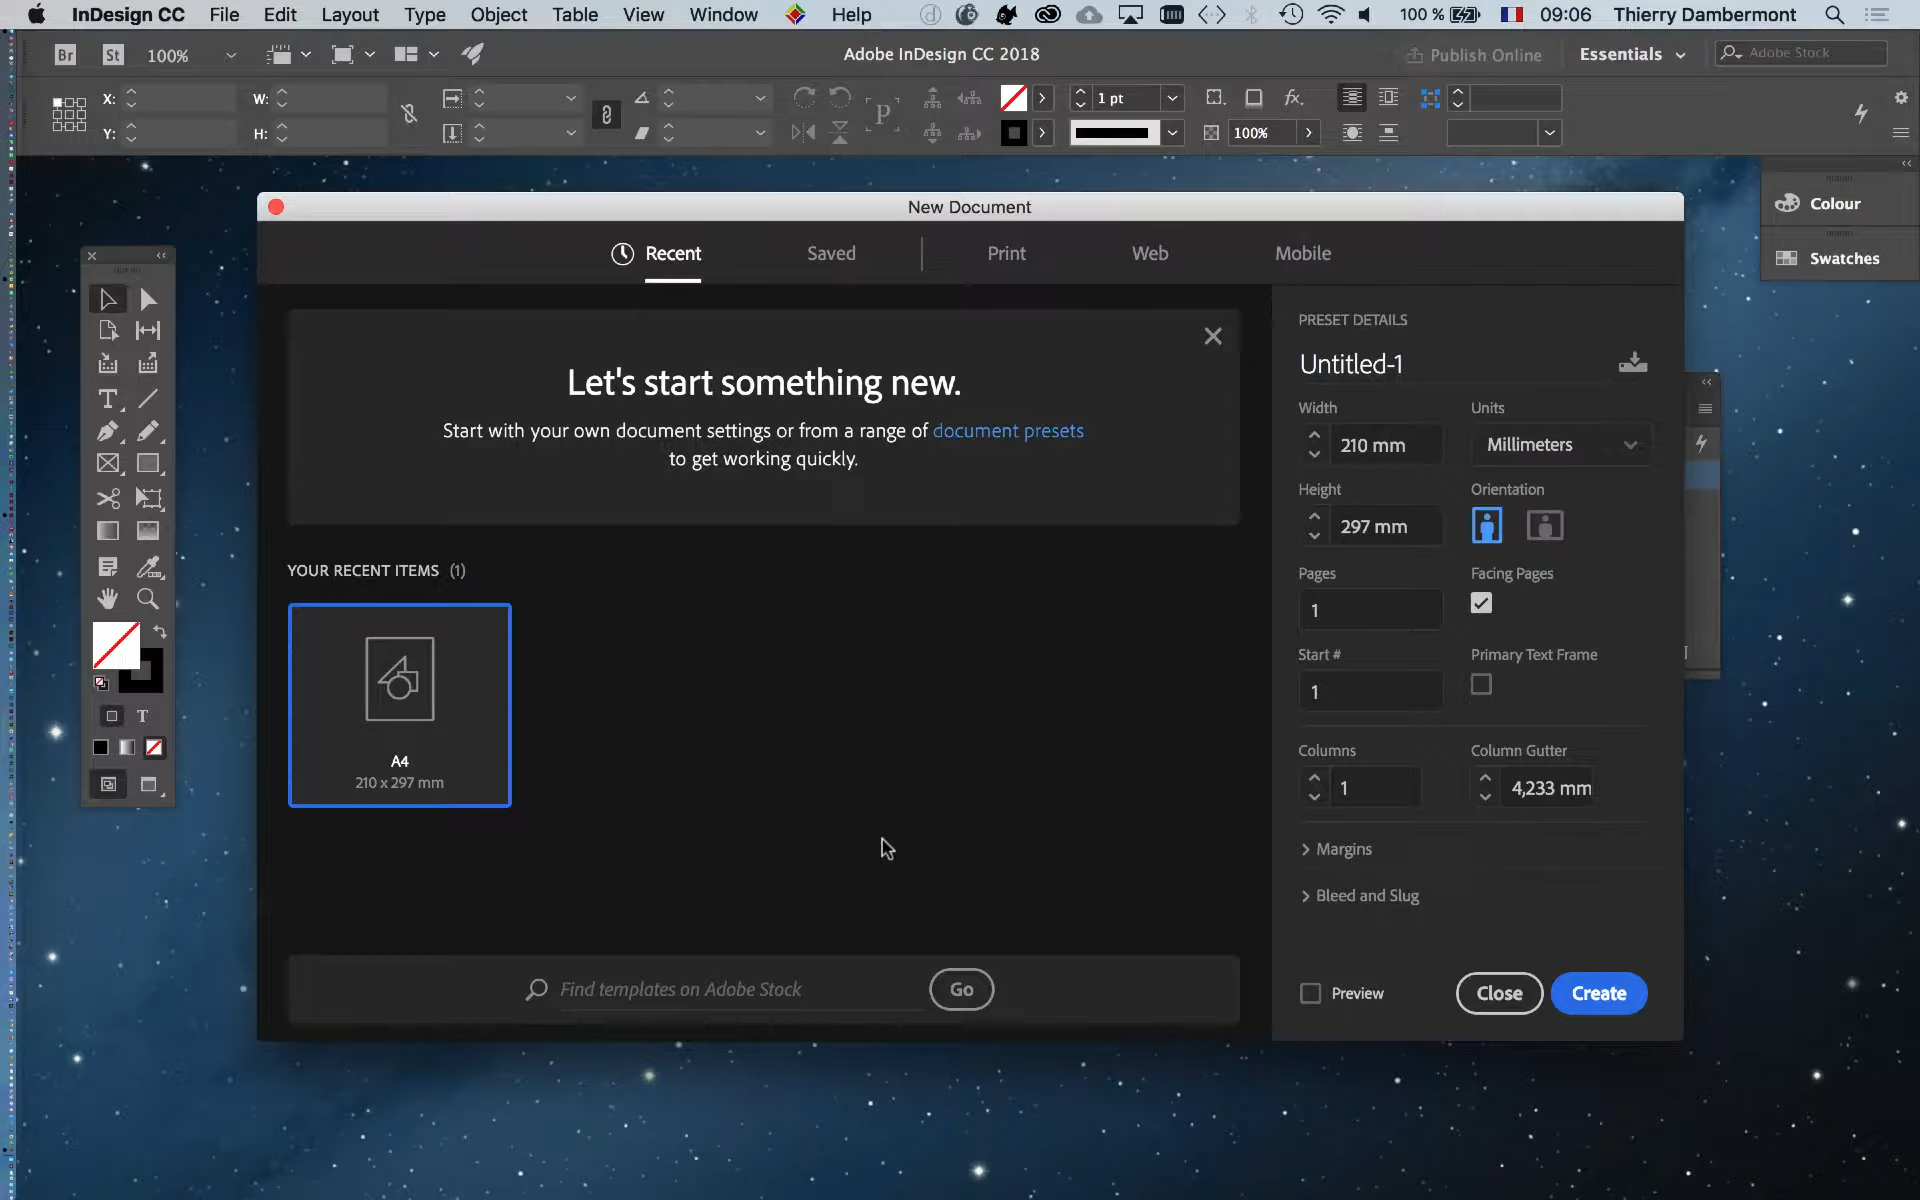 InDesign CC File Edit Layout Type Object Table View Window Help 100 % 09:06 Thierry Dambermont
Br St 100% Adobe InDesign CC 2018 Publish Online Essentials Adobe Stock
X: W: 1 pt fx.
Y: H: P 100%
New Document
Colour
Swatches
Recent Saved Print Web Mobile
Let's start something new.
Start with your own document settings or from a range of document presets
to get working quickly.
YOUR RECENT ITEMS (1)
A4
210 x 297 mm
Find templates on Adobe Stock Go
PRESET DETAILS
Untitled-1
Width Units
210 mm Millimeters
Height Orientation
297 mm
Pages Facing Pages
1
Start # Primary Text Frame
1
Columns Column Gutter
1 4,233 mm
Margins
Bleed and Slug
Preview Close Create